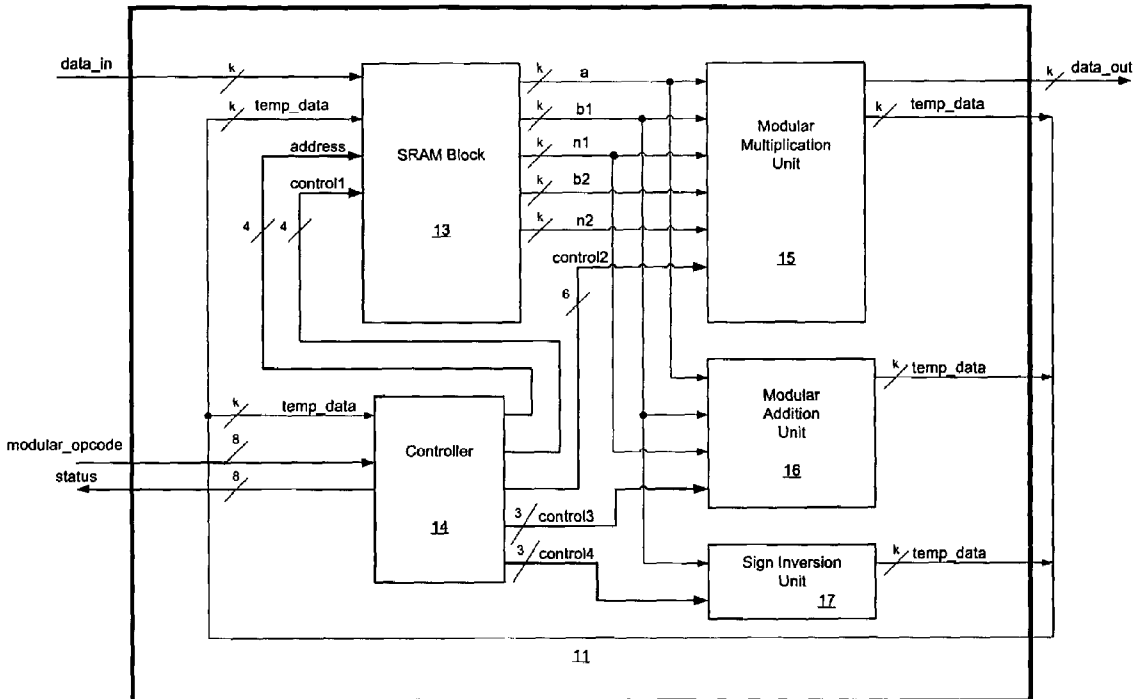 data_in
k
temp_data
k
address
control1
4
4
SRAM Block
13
k
a
k
b1
k
n1
k
b2
k
n2
control2
6
Modular
Multiplication
Unit
15
k
data_out
k
temp_data
k
temp_data
modular_opcode
8
status
8
Controller
14
3
control3
3
control4
Modular
Addition
Unit
16
k
temp_data
Sign Inversion
Unit
17
k
temp_data
11